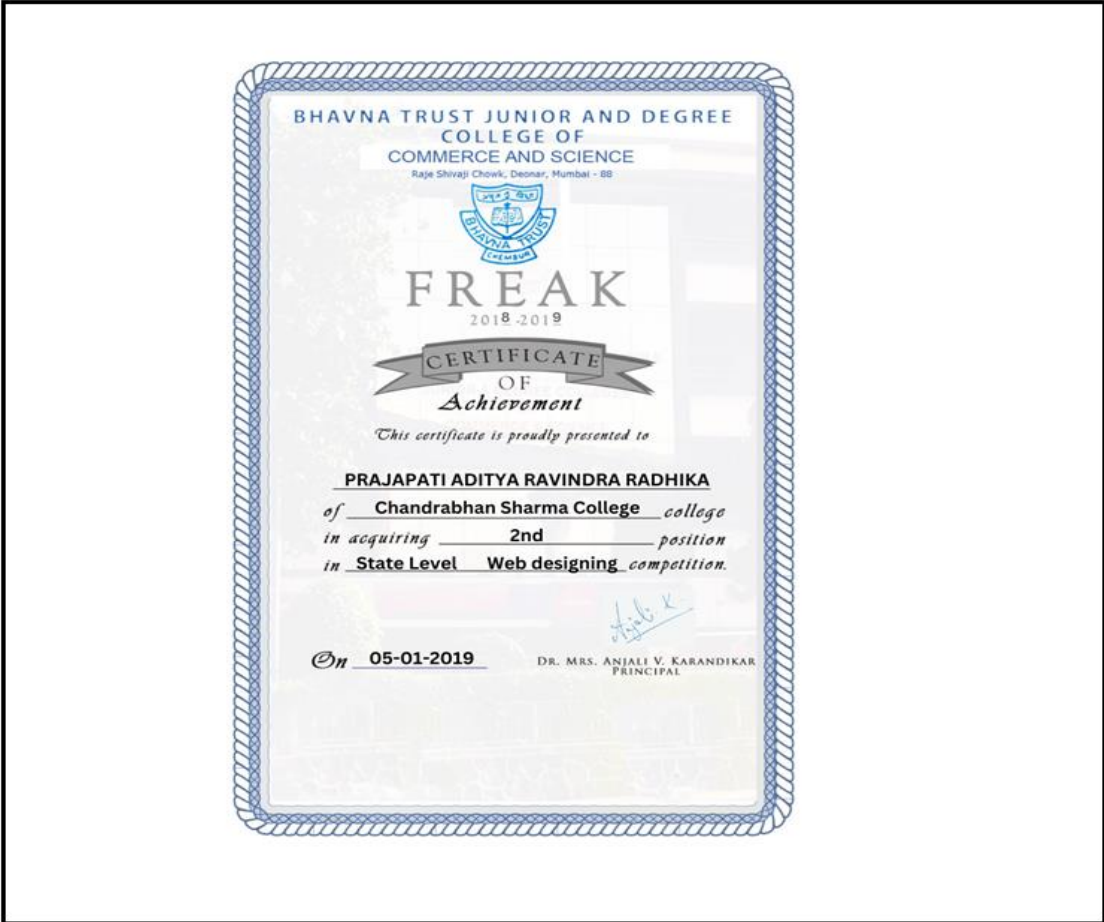 BHAVNA TRUST JUNIOR AND DEGREE
COLLEGE OF
COMMERCE AND SCIENCE
Raje Shivaji Chowk, Deonar, Mumbai - 88
BHAVNA TRUST
CHEMBUR
FREAK
2018-2019
CERTIFICATE
OF
Achievement
This certificate is proudly presented to
PRAJAPATI ADITYA RAVINDRA RADHIKA
of Chandrabhan Sharma College college
in acquiring 2nd position
in State Level Web designing competition.
Anjali K
On 05-01-2019
DR. MRS. ANJALI V. KARANDIKAR
PRINCIPAL